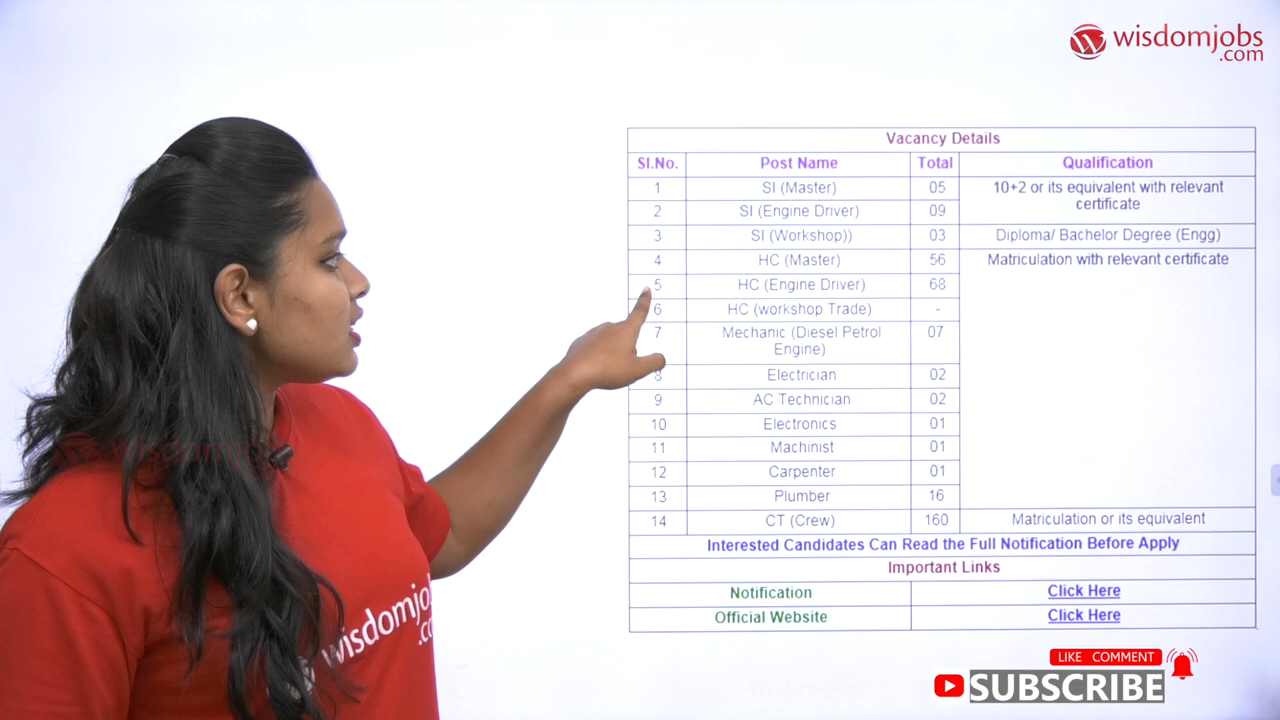 wisdomjobs
.com
Vacancy Details
Sl.No. Post Name Total Qualification
1 SI (Master) 05 10+2 or its equivalent with relevant
certificate
2 SI (Engine Driver) 09
3 SI (Workshop)) 03 Diploma/ Bachelor Degree (Engg)
4 HC (Master) 56 Matriculation with relevant certificate
5 HC (Engine Driver) 68
6 HC (workshop Trade) -
7 Mechanic (Diesel Petrol
Engine) 07
8 Electrician 02
9 AC Technician 02
10 Electronics 01
11 Machinist 01
12 Carpenter 01
13 Plumber 16
14 CT (Crew) 160 Matriculation or its equivalent
Interested Candidates Can Read the Full Notification Before Apply
Important Links
Notification Click Here
Official Website Click Here
wisdomjobs
wisdomjo
.co
LIKE COMMENT
SUBSCRIBE